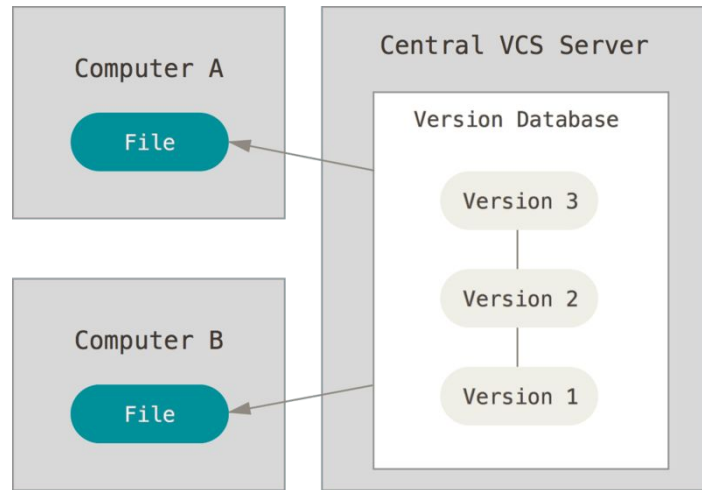 Computer A
File
Computer B
File
Central VCS Server
Version Database
Version 3
Version 2
Version 1